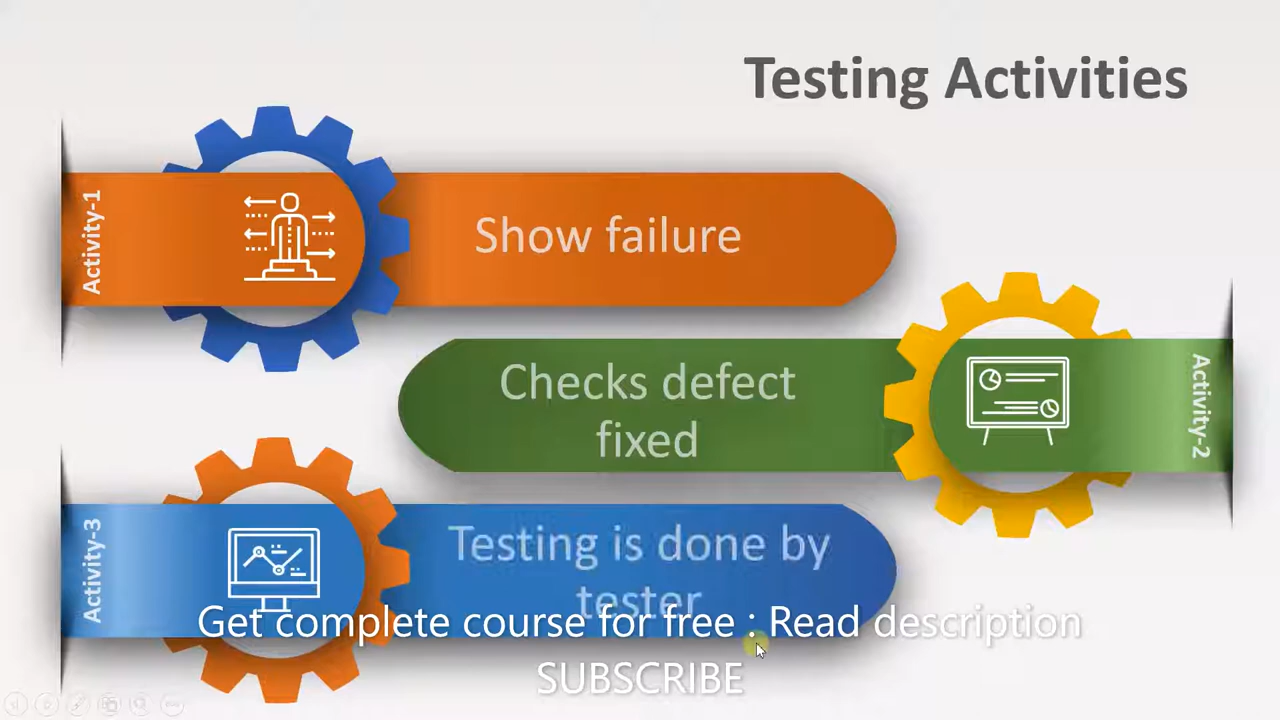 Testing Activities
Activity-1
Show failure
Checks defect
fixed
Activity-2
Activity-3
Testing is done by
tester
Get complete course for free : Read description
SUBSCRIBE